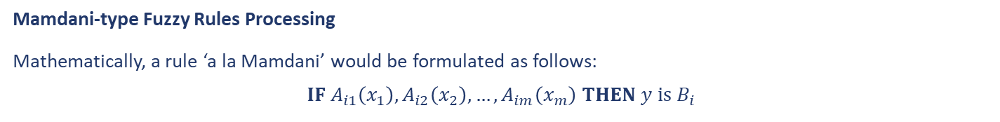 Mamdani-type Fuzzy Rules Processing
Mathematically, a rule ‘a la Mamdani’ would be formulated as follows:
IF A_{i1}(x_1), A_{i2}(x_2), …, A_{im}(x_m) THEN y is B_i